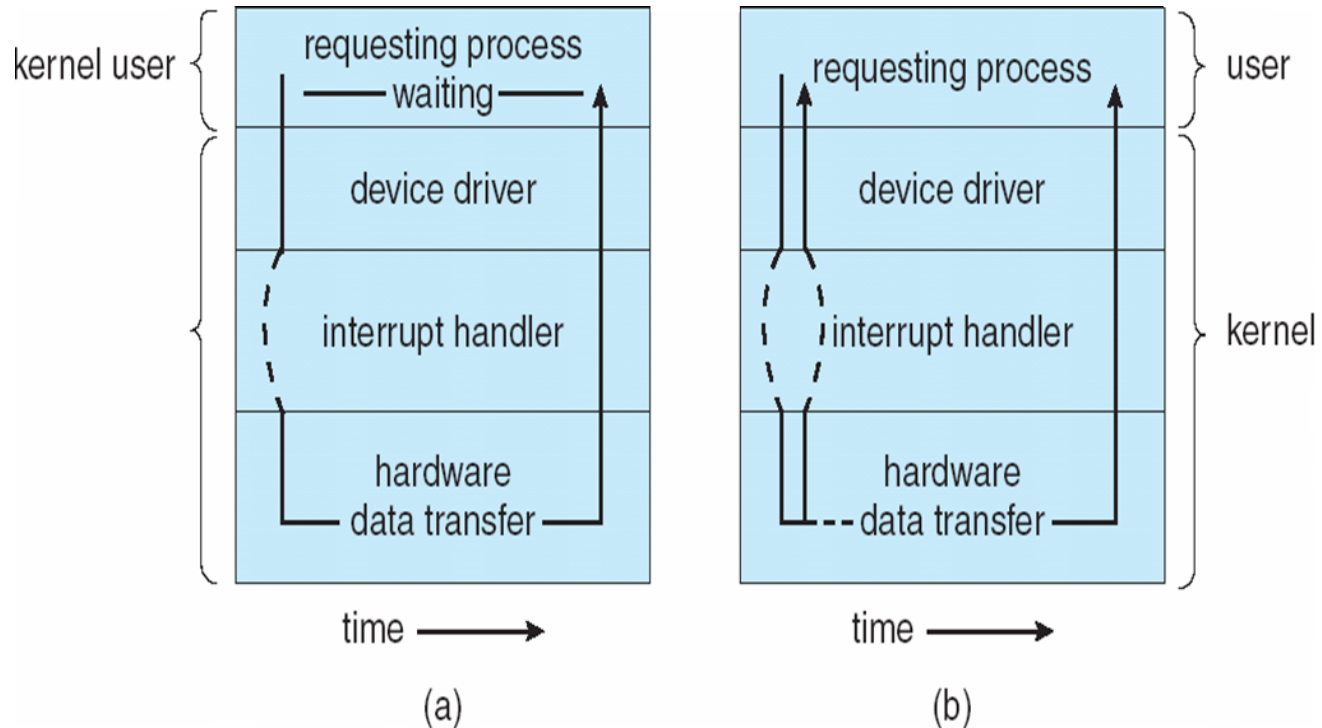 kernel user
requesting process
waiting
device driver
interrupt handler
hardware
data transfer
time
(a)
requesting process
device driver
interrupt handler
hardware
data transfer
time
(b)
user
kernel